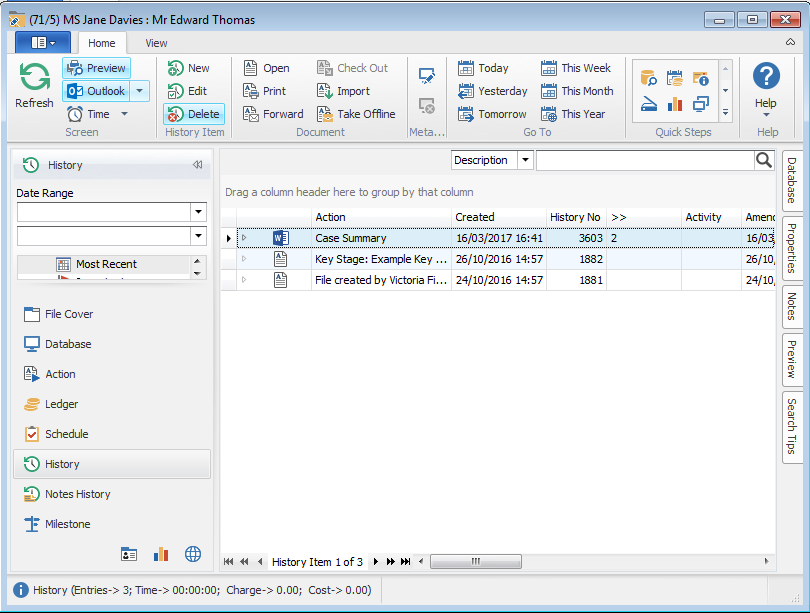 (71/5) MS Jane Davies : Mr Edward Thomas
Home View
Refresh
Preview
Outlook
Time
Screen
New
Edit
Delete
History Item
Open
Print
Forward
Check Out
Import
Take Offline
Document
Meta...
Today
Yesterday
Tomorrow
This Week
This Month
This Year
Go To
Quick Steps
Help
Help
History
Date Range
Most Recent
File Cover
Database
Action
Ledger
Schedule
History
Notes History
Milestone
Description
Drag a column header here to group by that column
Action Created History No >> Activity Amend
Case Summary 16/03/2017 16:41 3603 2 16/03
Key Stage: Example Key ... 26/10/2016 14:57 1882 26/10,
File created by Victoria Fi... 24/10/2016 14:57 1881 24/10,
History Item 1 of 3
Database
Properties
Notes
Preview
Search Tips
History (Entries-> 3; Time-> 00:00:00; Charge-> 0.00; Cost-> 0.00)